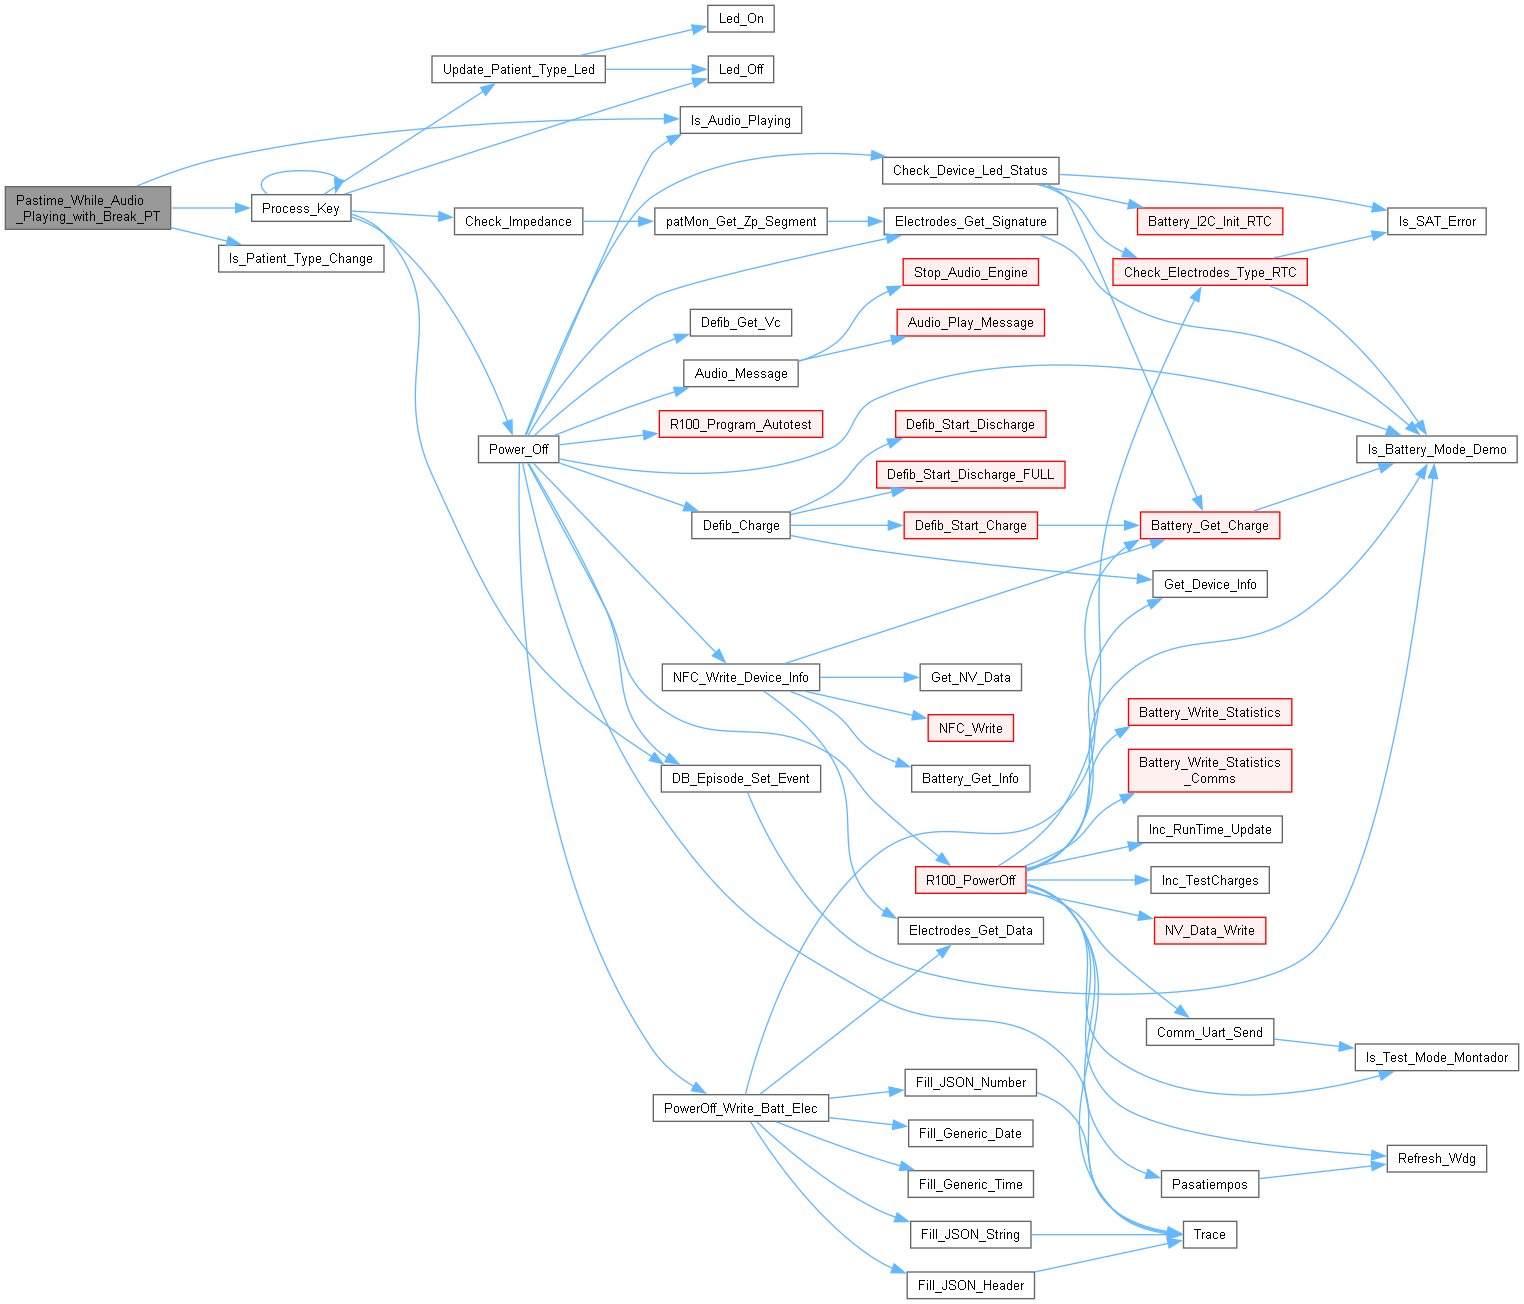 Led_On
Update_Patient_Type_Led
Led_Off
Is_Audio_Playing
Check_Device_Led_Status
Pastime_While_Audio
_Playing_with_Break_PT
Process_Key
Check_Impedance
patMon_Get_Zp_Segment
Electrodes_Get_Signature
Battery_I2C_Init_RTC
Is_SAT_Error
Is_Patient_Type_Change
Stop_Audio_Engine
Check_Electrodes_Type_RTC
Defib_Get_Vc
Audio_Play_Message
Audio_Message
R100_Program_Autotest
Defib_Start_Discharge
Power_Off
Is_Battery_Mode_Demo
Defib_Start_Discharge_FULL
Defib_Charge
Defib_Start_Charge
Battery_Get_Charge
Get_Device_Info
NFC_Write_Device_Info
Get_NV_Data
NFC_Write
Battery_Write_Statistics
DB_Episode_Set_Event
Battery_Get_Info
Battery_Write_Statistics
_Comms
Inc_RunTime_Update
R100_PowerOff
Inc_TestCharges
Electrodes_Get_Data
NV_Data_Write
Comm_Uart_Send
Is_Test_Mode_Montador
Fill_JSON_Number
PowerOff_Write_Batt_Elec
Fill_Generic_Date
Refresh_Wdg
Fill_Generic_Time
Pasatiempos
Fill_JSON_String
Trace
Fill_JSON_Header